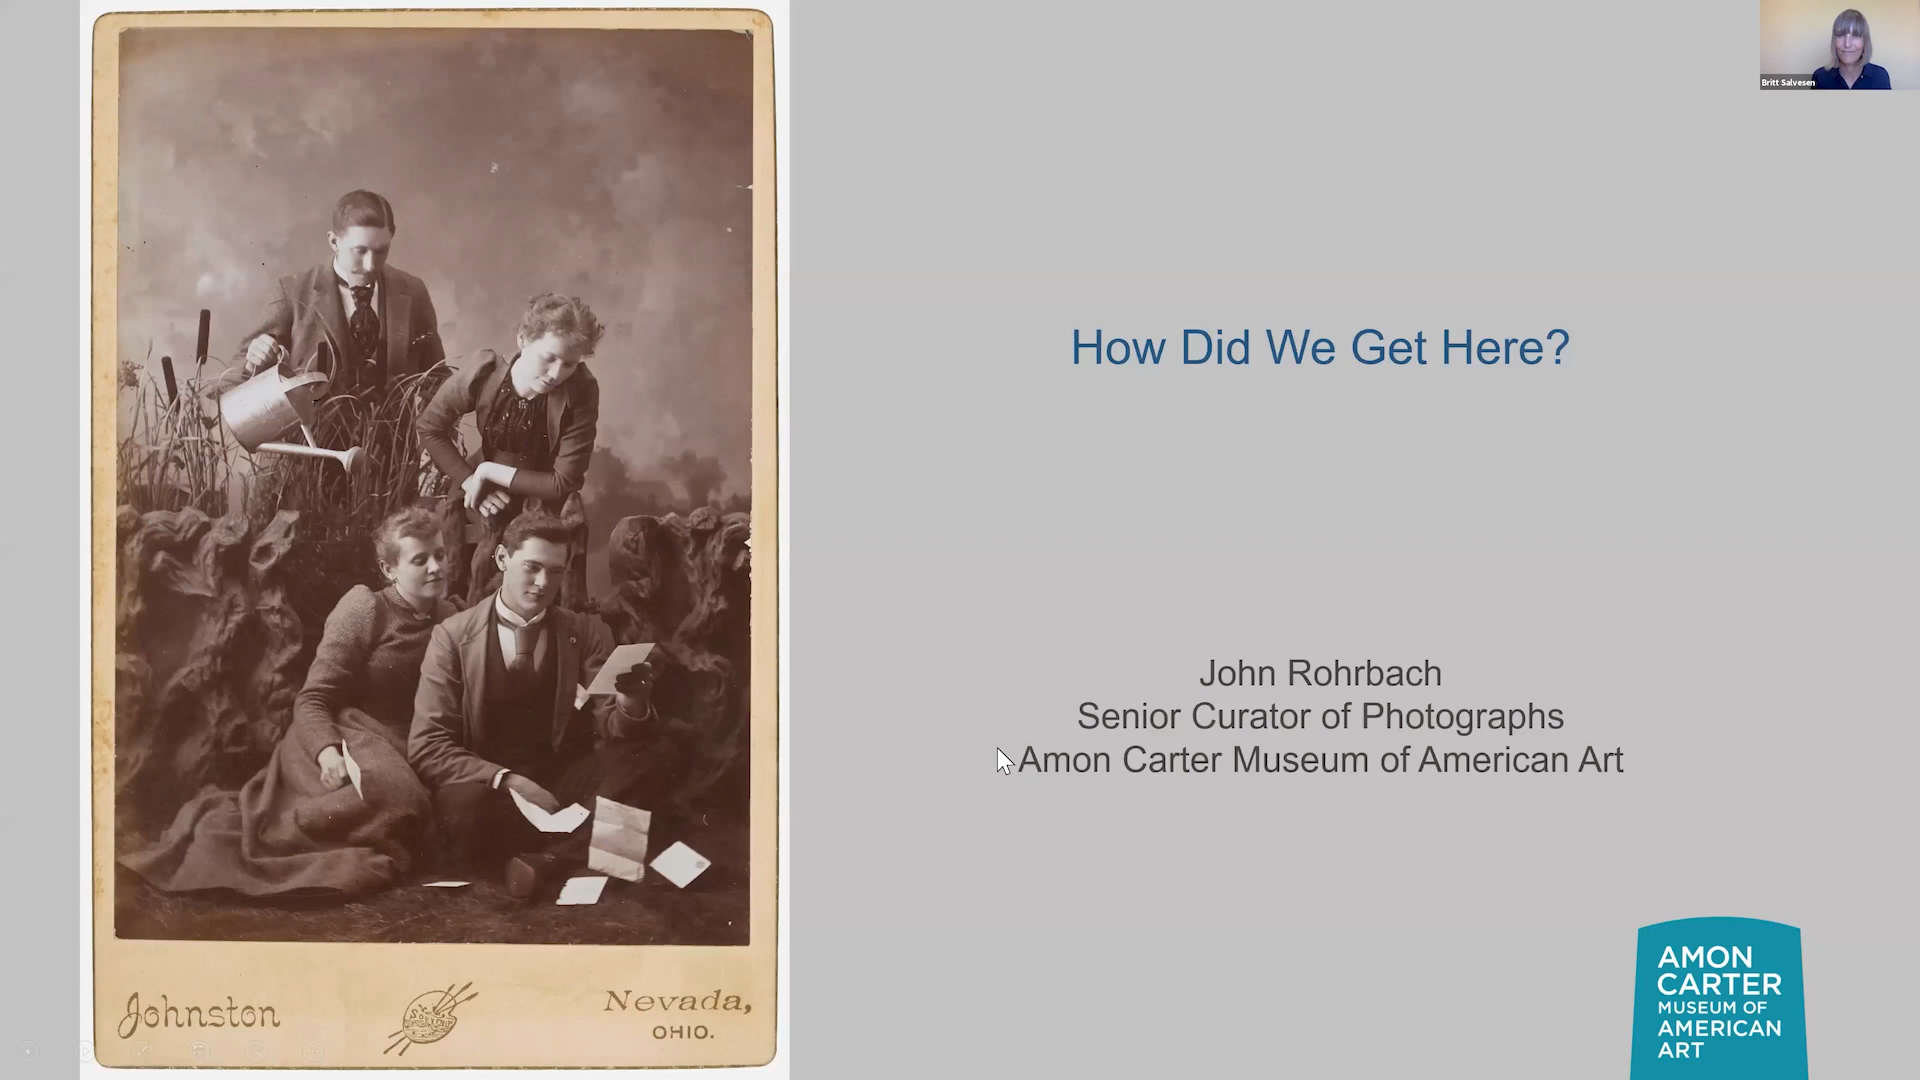 Britt Salvesen
How Did We Get Here?
John Rohrbach
Senior Curator of Photographs
Amon Carter Museum of American Art
Johnston
SOUVENIR
Nevada,
OHIO.
AMON
CARTER
MUSEUM OF
AMERICAN
ART